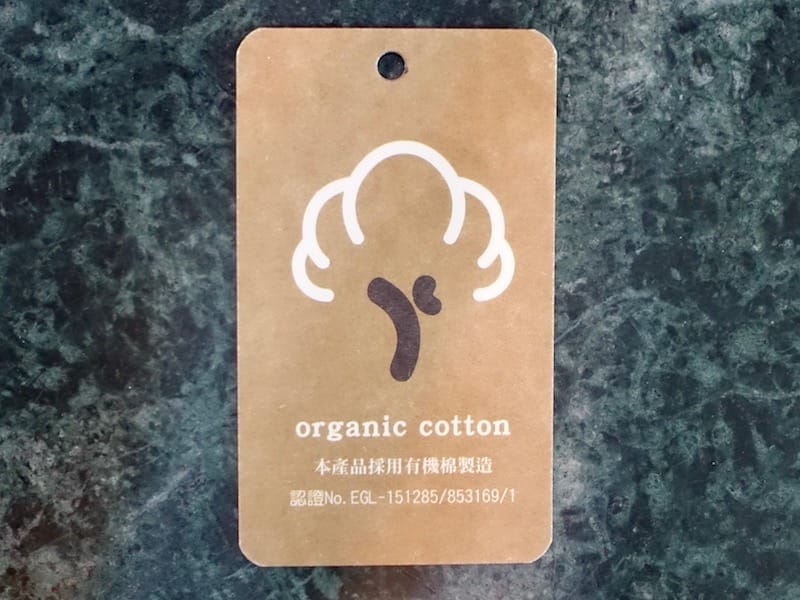 organic cotton
本產品採用有機棉製造
認證No.EGL-151285/853169/1